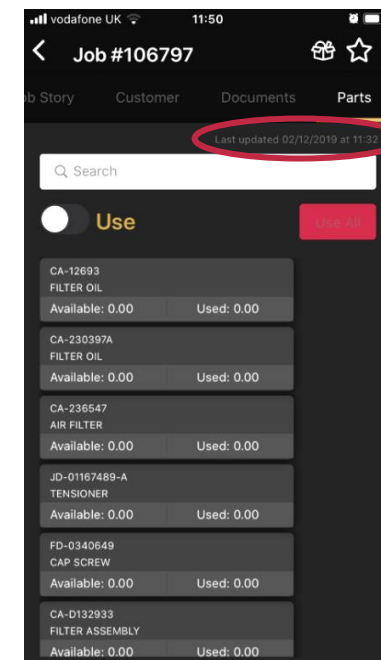 vodafone UK 11:50
Job #106797
ob Story Customer Documents Parts
Last updated 02/12/2019 at 11:32
Search
Use Use All
CA-12693
FILTER OIL
Available: 0.00 Used: 0.00
CA-230397A
FILTER OIL
Available: 0.00 Used: 0.00
CA-236547
AIR FILTER
Available: 0.00 Used: 0.00
JD-01167489-A
TENSIONER
Available: 0.00 Used: 0.00
FD-0340649
CAP SCREW
Available: 0.00 Used: 0.00
CA-D132933
FILTER ASSEMBLY
Available: 0.00 Used: 0.00